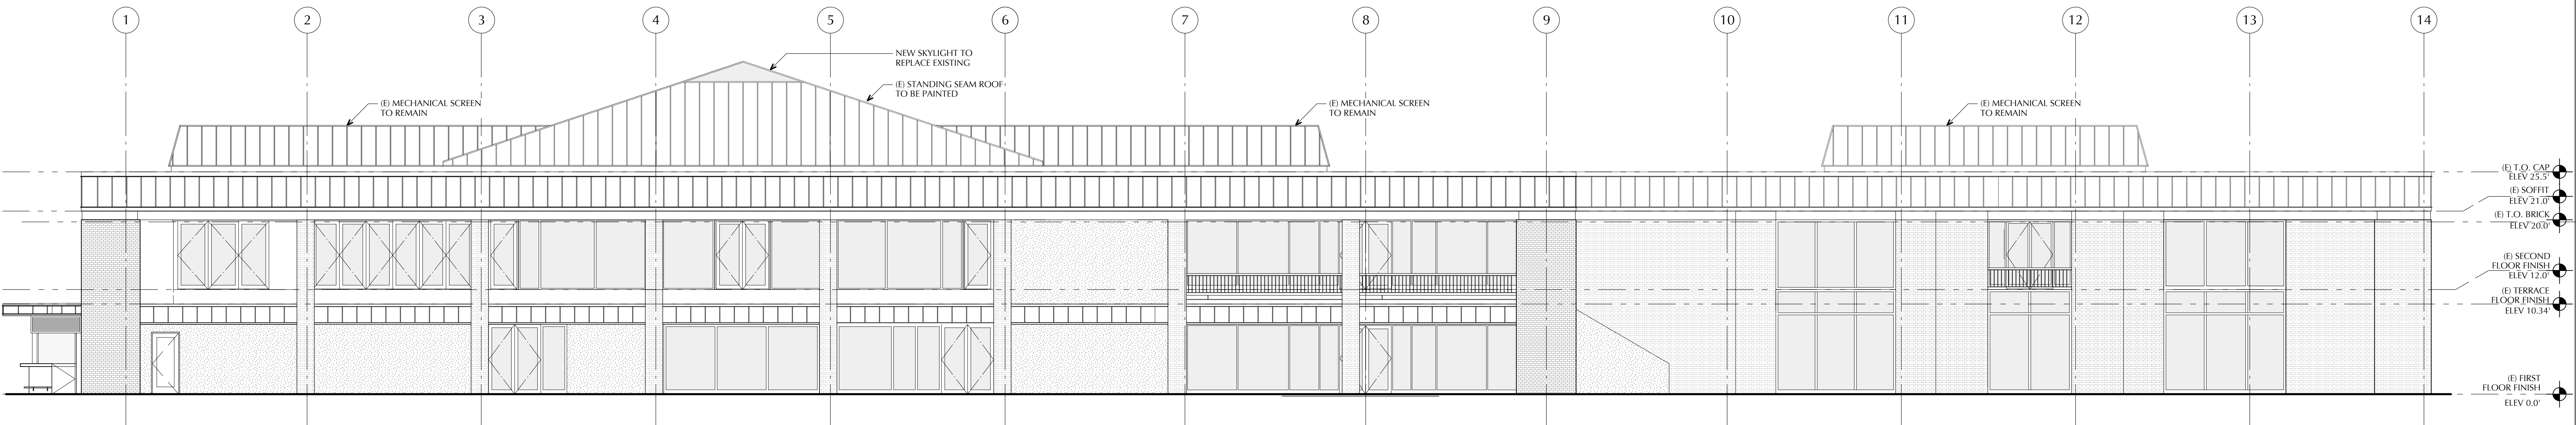 1
2
3
4
5
6
7
8
9
10
11
12
13
14
NEW SKYLIGHT TO
REPLACE EXISTING
(E) STANDING SEAM ROOF
TO BE PAINTED
(E) MECHANICAL SCREEN
TO REMAIN
(E) MECHANICAL SCREEN
TO REMAIN
(E) MECHANICAL SCREEN
TO REMAIN
(E) T.O. CAP
ELEV 25.5'
(E) SOFFIT
ELEV 21.0'
(E) T.O. BRICK
ELEV 20.0'
(E) SECOND
FLOOR FINISH
ELEV 12.0'
(E) TERRACE
FLOOR FINISH
ELEV 10.34'
(E) FIRST
FLOOR FINISH
ELEV 0.0'